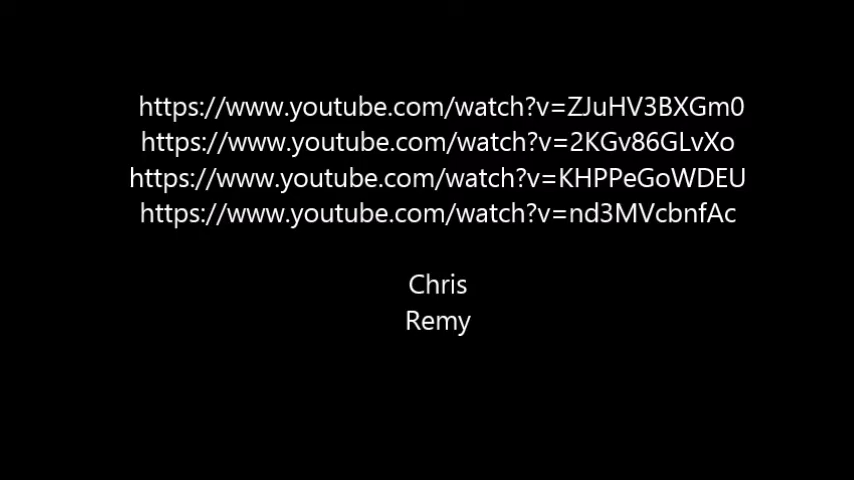 https://www.youtube.com/watch?v=ZJuHV3BXGm0
https://www.youtube.com/watch?v=2KGv86GLvXo
https://www.youtube.com/watch?v=KHPPeGoWDEU
https://www.youtube.com/watch?v=nd3MVcbnfAc
Chris
Remy